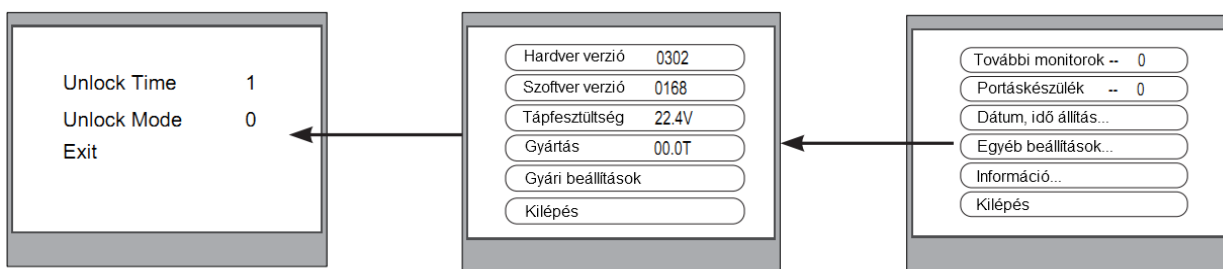 Unlock Time 1
Unlock Mode 0
Exit
Hardver verzió 0302
Szoftver verzió 0168
Tápfesztültség 22.4V
Gyártás 00.0T
Gyári beállítások
Kilépés
További monitorok -- 0
Portáskészülék -- 0
Dátum, idő állítás...
Egyéb beállítások...
Információ...
Kilépés